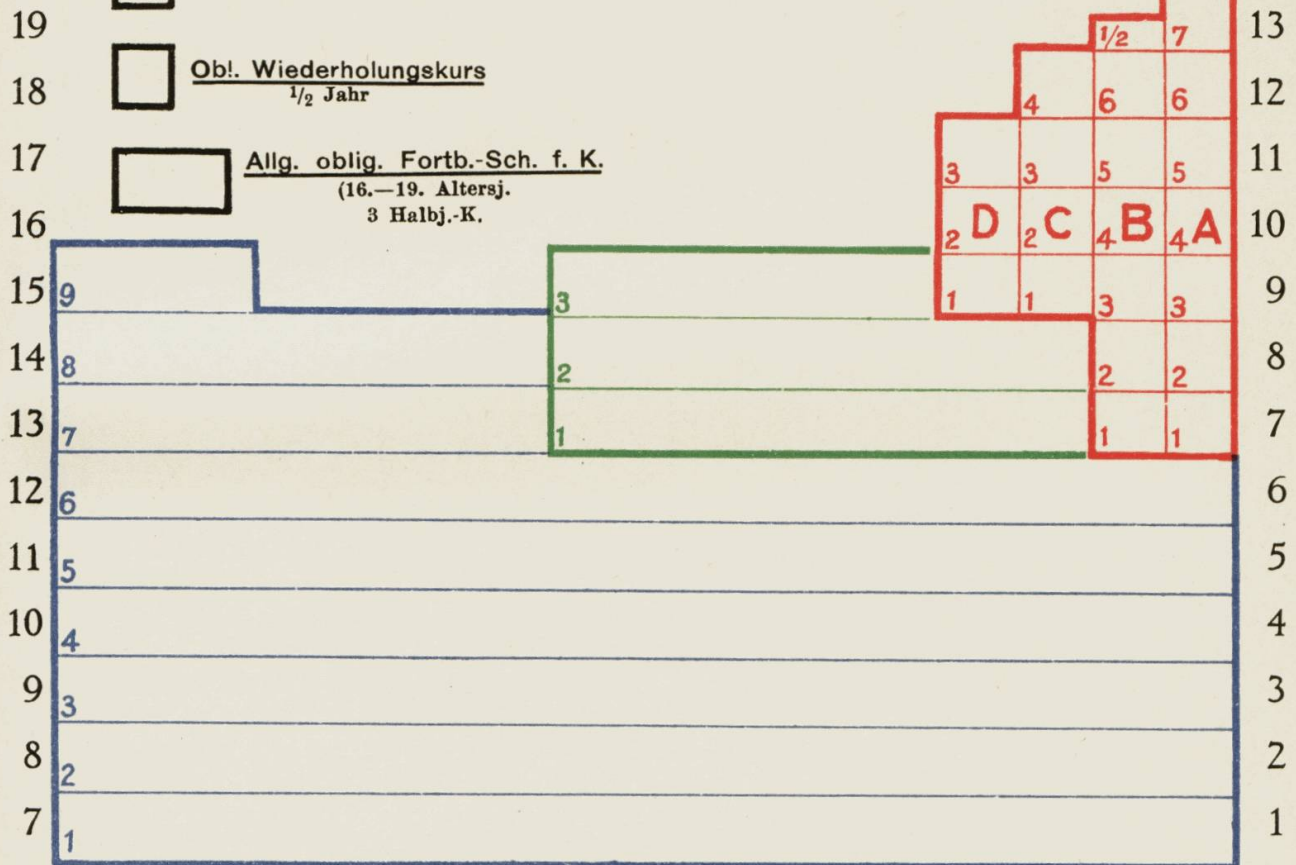 19 13
½ 7
Obl. Wiederholungskurs
½ Jahr
18 4 6 6 12
17 Allg. oblig. Fortb.-Sch. f. K. 11
(16.—19. Altersj.
3 Halbj.-K.
3 3 5 5
16 D C B A 10
2 2 4 4
15 9 3 1 1 3 3 9
14 8 2 2 2 8
13 7 1 1 1 7
12 6 6
11 5 5
10 4 4
9 3 3
8 2 2
7 1 1